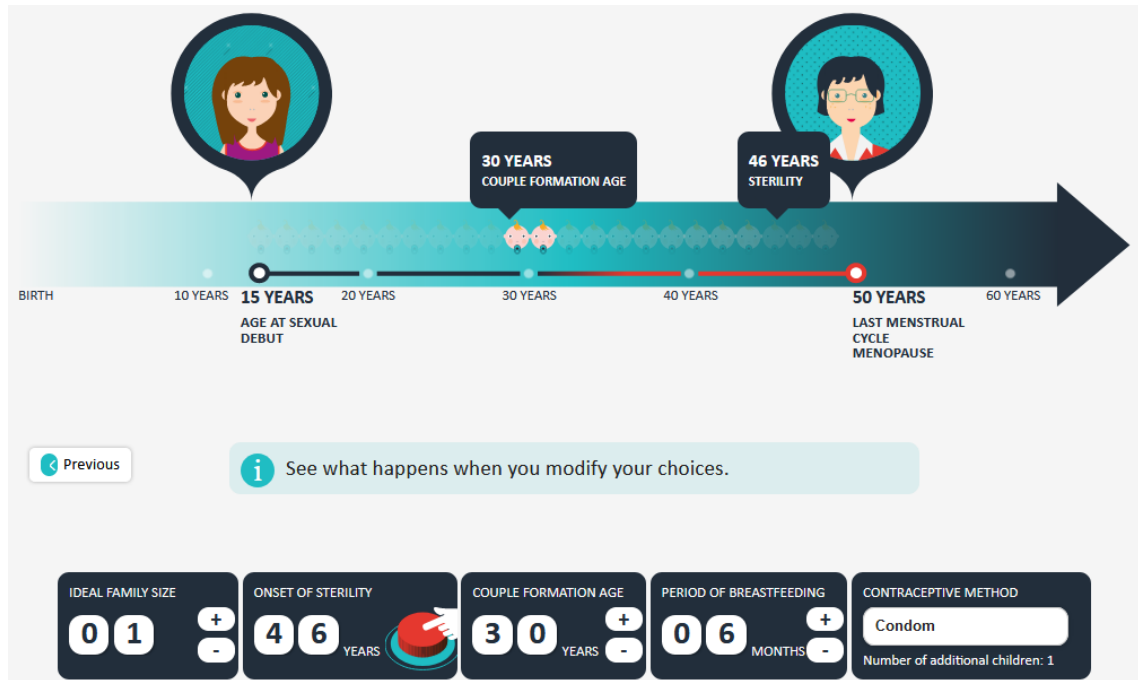 30 YEARS
COUPLE FORMATION AGE
46 YEARS
STERILITY
BIRTH
10 YEARS
15 YEARS
AGE AT SEXUAL
DEBUT
20 YEARS
30 YEARS
40 YEARS
50 YEARS
LAST MENSTRUAL
CYCLE
MENOPAUSE
60 YEARS
Previous
i
See what happens when you modify your choices.
IDEAL FAMILY SIZE
0 1
+
-
ONSET OF STERILITY
4 6 YEARS
COUPLE FORMATION AGE
3 0 YEARS
+
-
PERIOD OF BREASTFEEDING
0 6 MONTHS
+
-
CONTRACEPTIVE METHOD
Condom
Number of additional children: 1